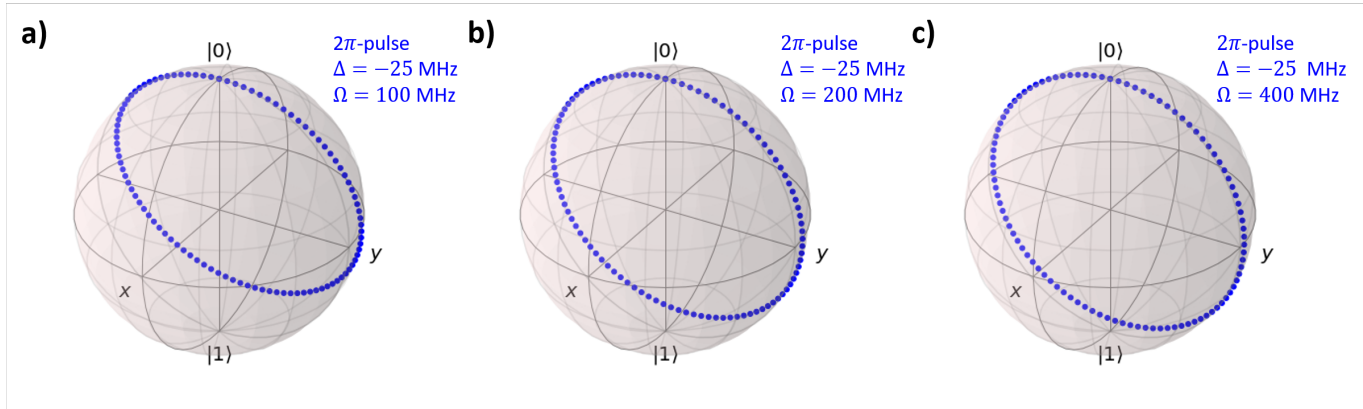 a)
|0⟩
2π-pulse
Δ = −25 MHz
Ω = 100 MHz
x
y
|1⟩
b)
|0⟩
2π-pulse
Δ = −25 MHz
Ω = 200 MHz
x
y
|1⟩
c)
|0⟩
2π-pulse
Δ = −25 MHz
Ω = 400 MHz
x
y
|1⟩